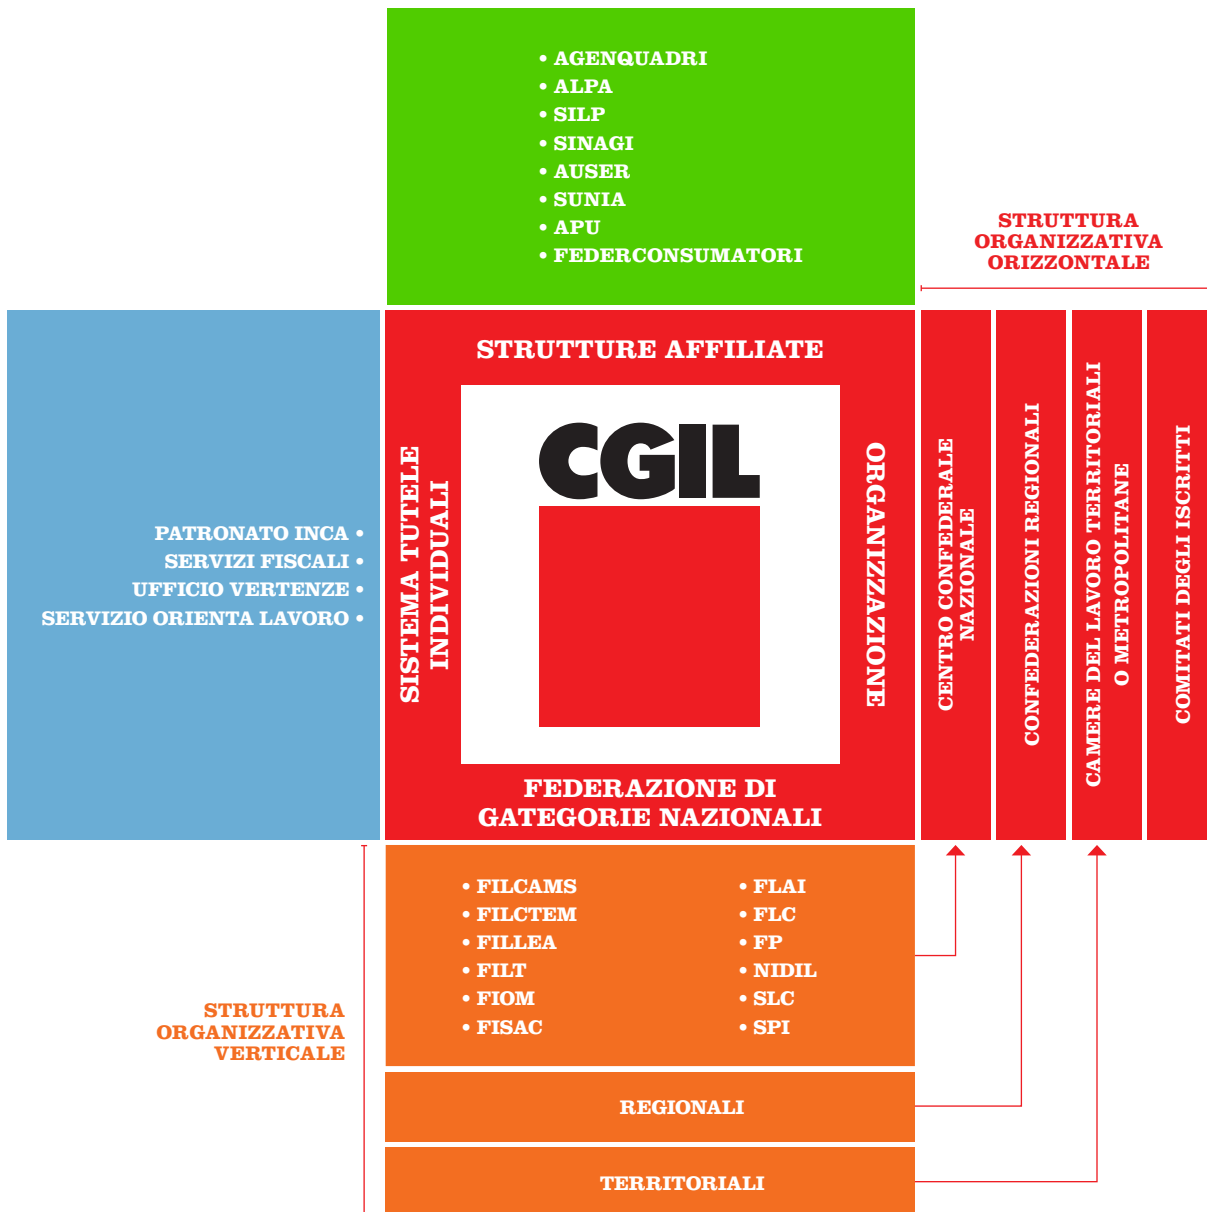 • AGENQUADRI
• ALPA
• SILP
• SINAGI
• AUSER
• SUNIA
• APU
• FEDERCONSUMATORI
STRUTTURA
ORGANIZZATIVA
ORIZZONTALE
PATRONATO INCA •
SERVIZI FISCALI •
UFFICIO VERTENZE •
SERVIZIO ORIENTA LAVORO •
STRUTTURE AFFILIATE
SISTEMA TUTELE
INDIVIDUALI
CGIL
ORGANIZZAZIONE
FEDERAZIONE DI
GATEGORIE NAZIONALI
CENTRO CONFEDERALE
NAZIONALE
CONFEDERAZIONI REGIONALI
CAMERE DEL LAVORO TERRITORIALI
O METROPOLITANE
COMITATI DEGLI ISCRITTI
• FILCAMS
• FILCTEM
• FILLEA
• FILT
• FIOM
• FISAC
• FLAI
• FLC
• FP
• NIDIL
• SLC
• SPI
STRUTTURA
ORGANIZZATIVA
VERTICALE
REGIONALI
TERRITORIALI